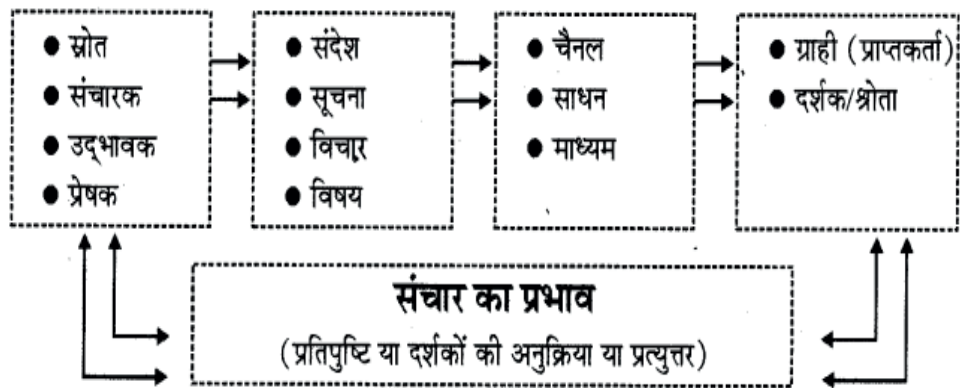 ● स्रोत
● संचारक
● उद्‌भावक
● प्रेषक
● संदेश
● सूचना
● विचार
● विषय
● चैनल
● साधन
● माध्यम
● ग्राही (प्राप्तकर्ता)
● दर्शक/श्रोता
संचार का प्रभाव
(प्रतिपुष्टि या दर्शकों की अनुक्रिया या प्रत्युत्तर)